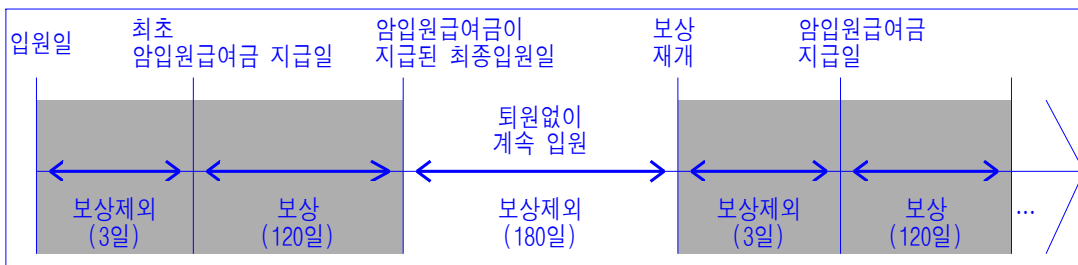 입원일
최초
암입원급여금 지급일
암입원급여금이
지급된 최종입원일
보상
재개
암입원급여금
지급일
퇴원없이
계속 입원
보상제외
(3일)
보상
(120일)
보상제외
(180일)
보상제외
(3일)
보상
(120일)
...